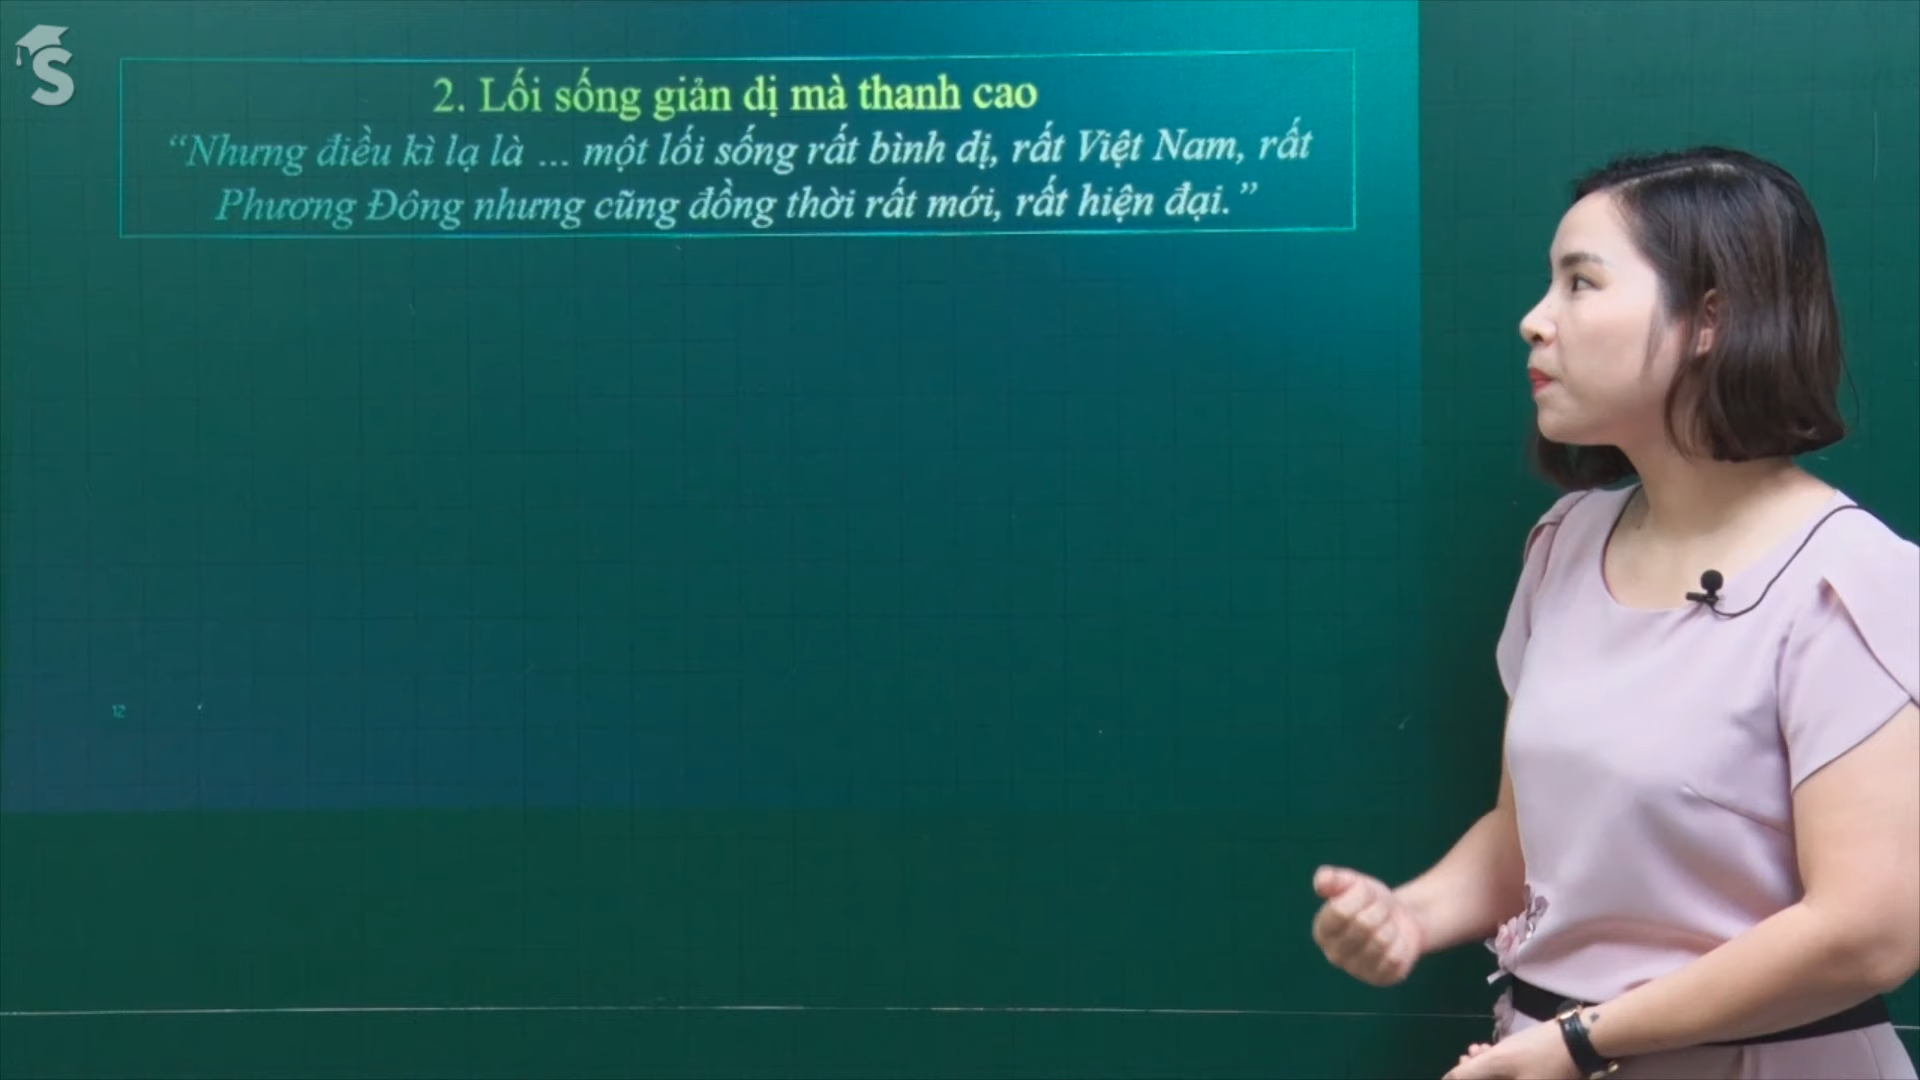 S
2. Lối sống giản dị mà thanh cao
“Nhưng điều kì lạ là ... một lối sống rất bình dị, rất Việt Nam, rất
Phương Đông nhưng cũng đồng thời rất mới, rất hiện đại.”
12